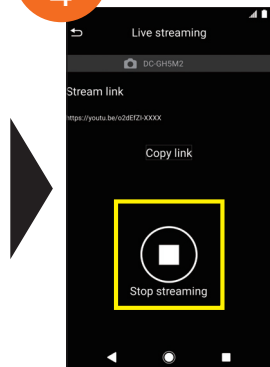 Live streaming
DC-GH5M2
Stream link
https://youtu.be/o2dEfZI-XXXX
Copy link
Stop streaming